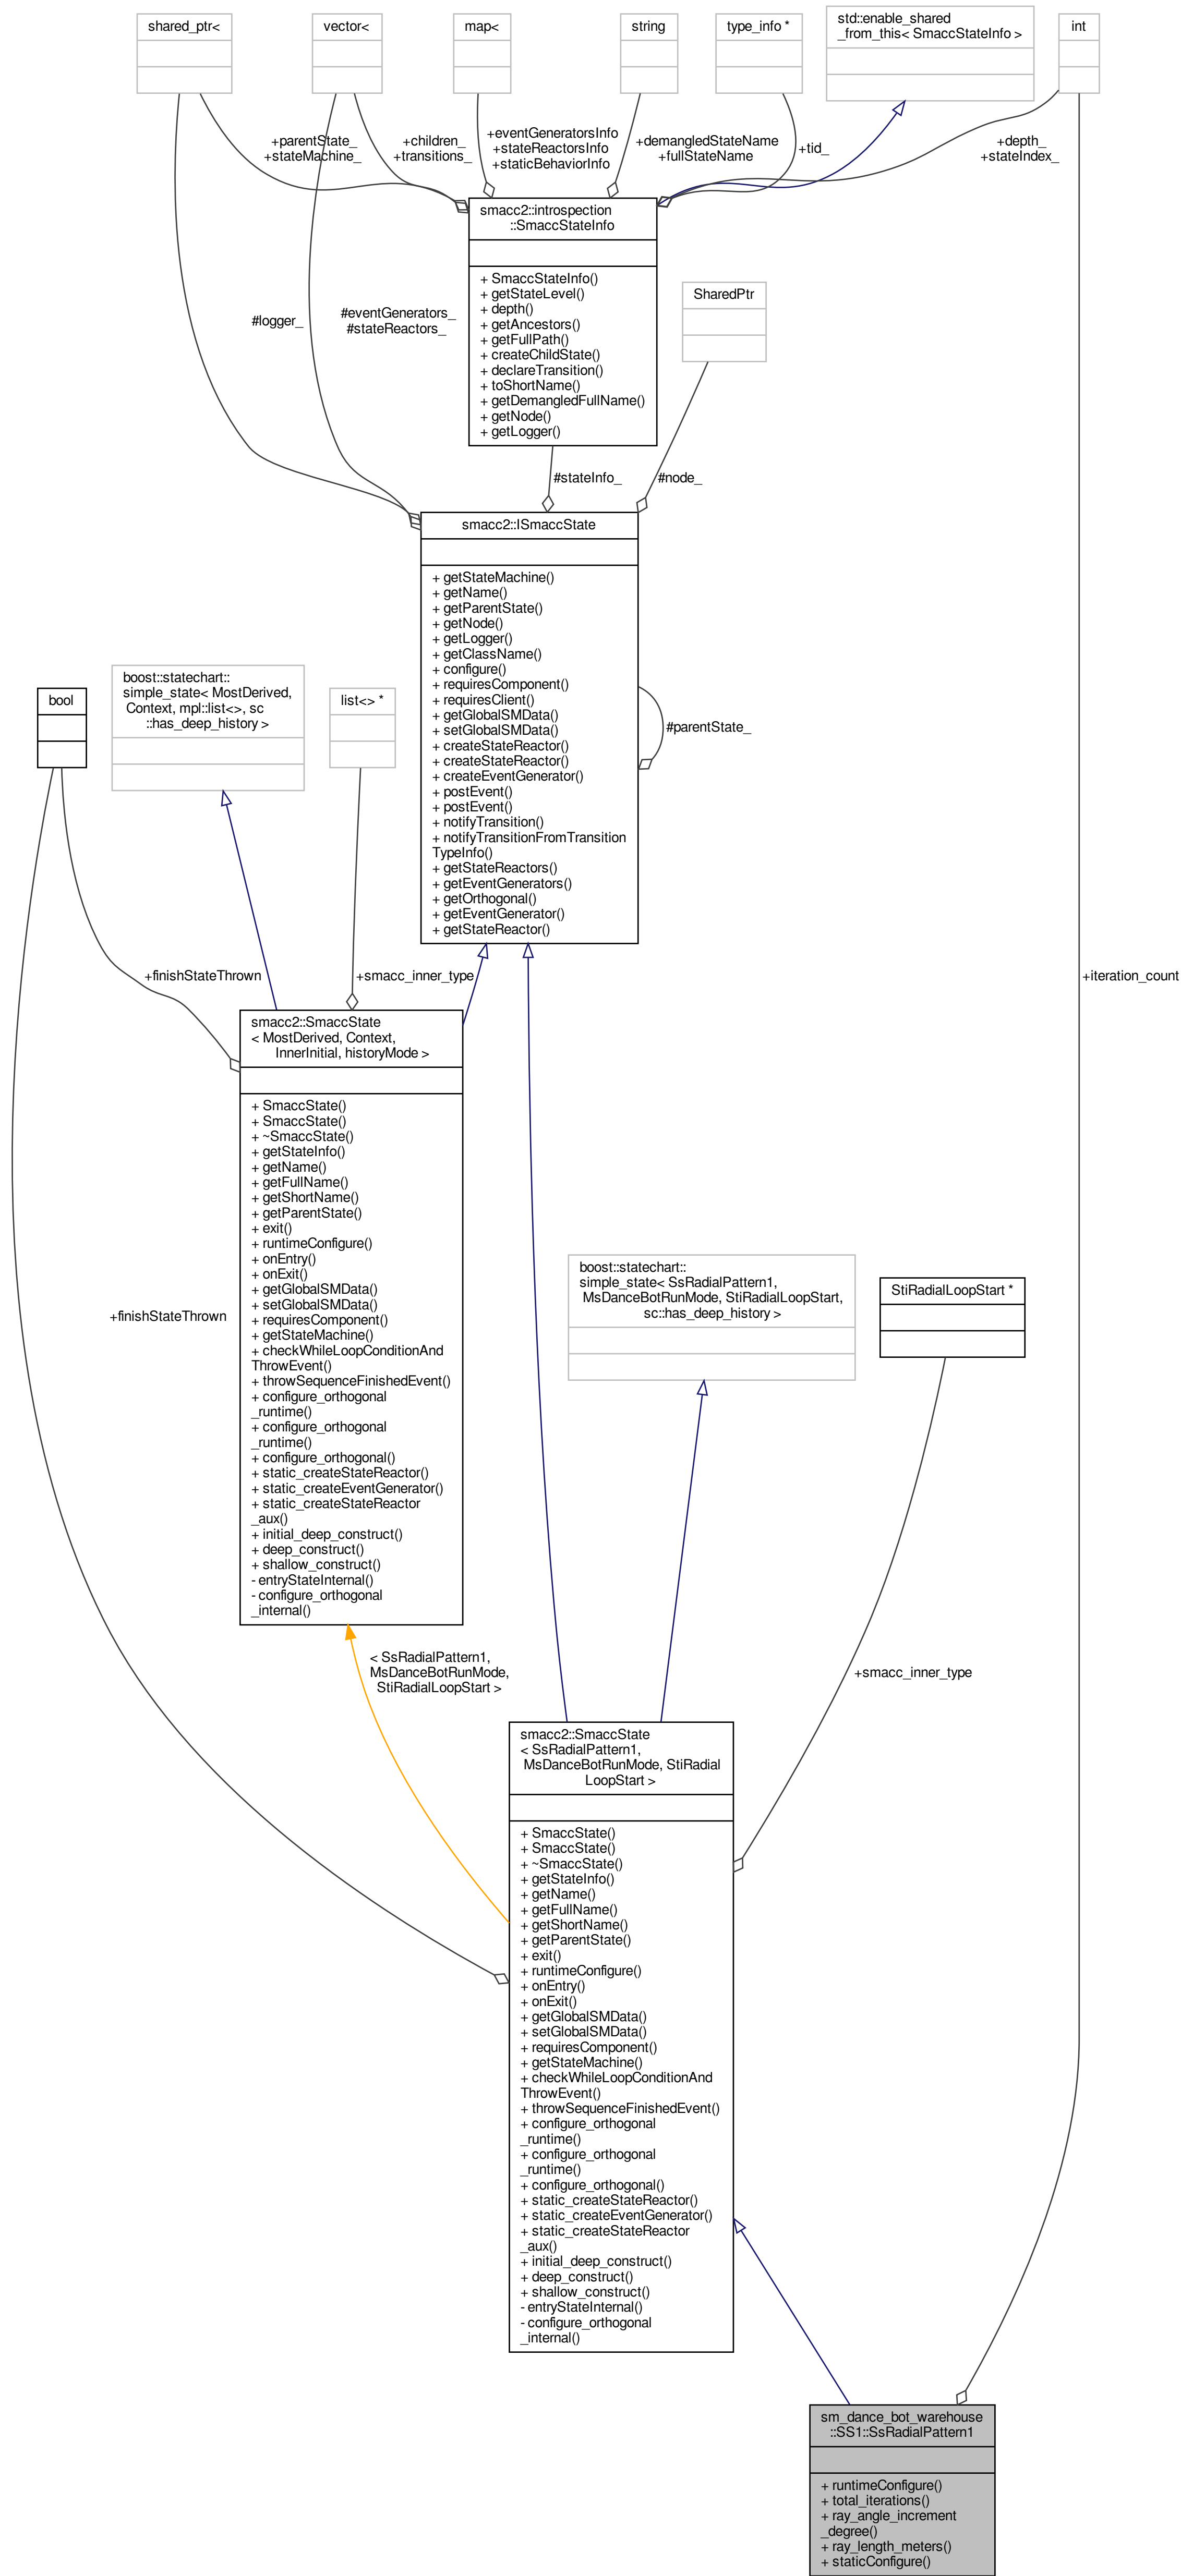 shared_ptr<
vector<
map<
string
type_info *
std::enable_shared
_from_this< SmaccStateInfo >
int
+parentState_
+stateMachine_
+children_
+transitions_
+eventGeneratorsInfo
+stateReactorsInfo
+staticBehaviorInfo
+demangledStateName
+fullStateName
+tid_
+depth_
+stateIndex_
smacc2::introspection
::SmaccStateInfo
+ SmaccStateInfo()
+ getStateLevel()
+ depth()
+ getAncestors()
+ getFullPath()
+ createChildState()
+ declareTransition()
+ toShortName()
+ getDemangledFullName()
+ getNode()
+ getLogger()
SharedPtr
#logger_
#eventGenerators_
#stateReactors_
#stateInfo_
#node_
smacc2::ISmaccState
+ getStateMachine()
+ getName()
+ getParentState()
+ getNode()
+ getLogger()
+ getClassName()
+ configure()
+ requiresComponent()
+ requiresClient()
+ getGlobalSMData()
+ setGlobalSMData()
+ createStateReactor()
+ createStateReactor()
+ createEventGenerator()
+ postEvent()
+ postEvent()
+ notifyTransition()
+ notifyTransitionFromTransition
TypeInfo()
+ getStateReactors()
+ getEventGenerators()
+ getOrthogonal()
+ getEventGenerator()
+ getStateReactor()
#parentState_
bool
boost::statechart::
simple_state< MostDerived,
Context, mpl::list<>, sc
::has_deep_history >
list<> *
+finishStateThrown
+smacc_inner_type
+iteration_count
smacc2::SmaccState
< MostDerived, Context,
InnerInitial, historyMode >
+ SmaccState()
+ SmaccState()
+ ~SmaccState()
+ getStateInfo()
+ getName()
+ getFullName()
+ getShortName()
+ getParentState()
+ exit()
+ runtimeConfigure()
+ onEntry()
+ onExit()
+ getGlobalSMData()
+ setGlobalSMData()
+ requiresComponent()
+ getStateMachine()
+ checkWhileLoopConditionAnd
ThrowEvent()
+ throwSequenceFinishedEvent()
+ configure_orthogonal
_runtime()
+ configure_orthogonal
_runtime()
+ configure_orthogonal()
+ static_createStateReactor()
+ static_createEventGenerator()
+ static_createStateReactor
_aux()
+ initial_deep_construct()
+ deep_construct()
+ shallow_construct()
- entryStateInternal()
- configure_orthogonal
_internal()
+finishStateThrown
boost::statechart::
simple_state< SsRadialPattern1,
MsDanceBotRunMode, StiRadialLoopStart,
sc::has_deep_history >
StiRadialLoopStart *
< SsRadialPattern1,
MsDanceBotRunMode,
StiRadialLoopStart >
+smacc_inner_type
smacc2::SmaccState
< SsRadialPattern1,
MsDanceBotRunMode, StiRadial
LoopStart >
+ SmaccState()
+ SmaccState()
+ ~SmaccState()
+ getStateInfo()
+ getName()
+ getFullName()
+ getShortName()
+ getParentState()
+ exit()
+ runtimeConfigure()
+ onEntry()
+ onExit()
+ getGlobalSMData()
+ setGlobalSMData()
+ requiresComponent()
+ getStateMachine()
+ checkWhileLoopConditionAnd
ThrowEvent()
+ throwSequenceFinishedEvent()
+ configure_orthogonal
_runtime()
+ configure_orthogonal
_runtime()
+ configure_orthogonal()
+ static_createStateReactor()
+ static_createEventGenerator()
+ static_createStateReactor
_aux()
+ initial_deep_construct()
+ deep_construct()
+ shallow_construct()
- entryStateInternal()
- configure_orthogonal
_internal()
sm_dance_bot_warehouse
::SS1::SsRadialPattern1
+ runtimeConfigure()
+ total_iterations()
+ ray_angle_increment
_degree()
+ ray_length_meters()
+ staticConfigure()